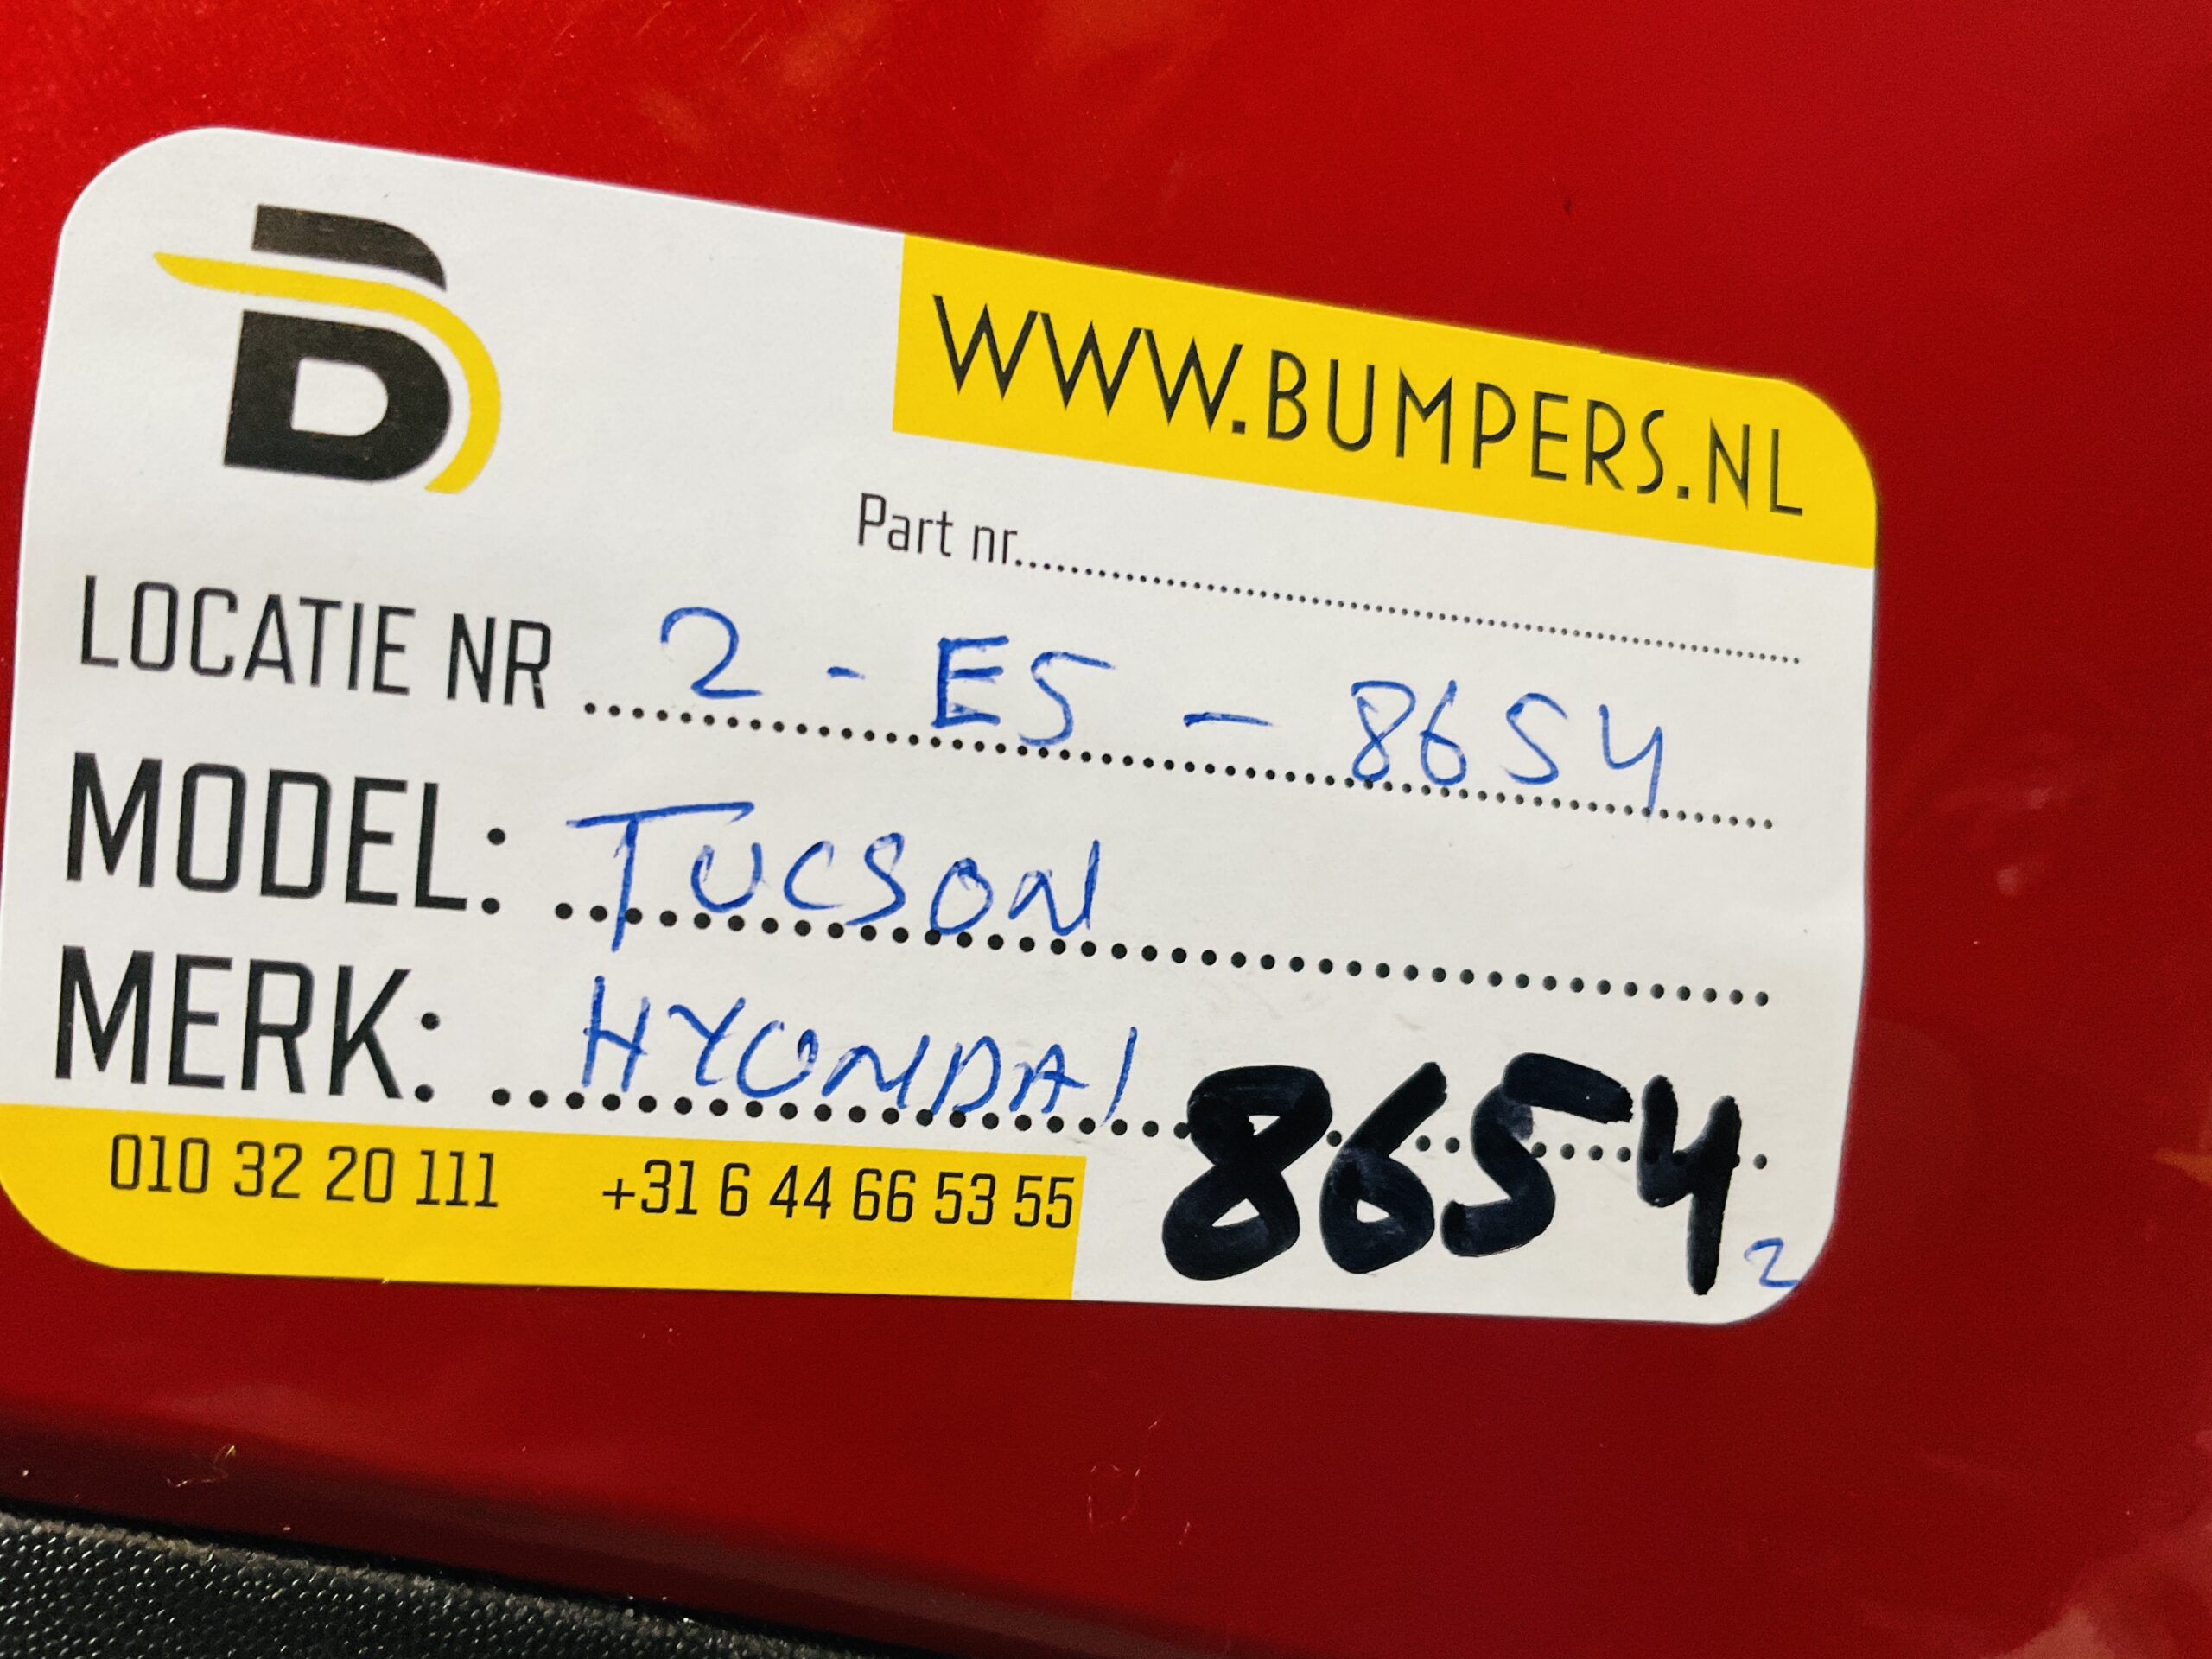 B
WWW.BUMPERS.NL
Part nr..........
LOCATIE NR 2 - E5 - 8654
MODEL: TUCSON
MERK: HYUNDAI
8654 2
010 32 20 111 +31 6 44 66 53 55